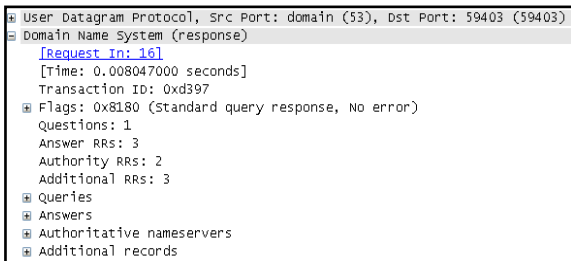 User Datagram Protocol, Src Port: domain (53), Dst Port: 59403 (59403)
Domain Name System (response)
[Request In: 16]
[Time: 0.008047000 seconds]
Transaction ID: 0xd397
Flags: 0x8180 (Standard query response, No error)
Questions: 1
Answer RRs: 3
Authority RRs: 2
Additional RRs: 3
Queries
Answers
Authoritative nameservers
Additional records